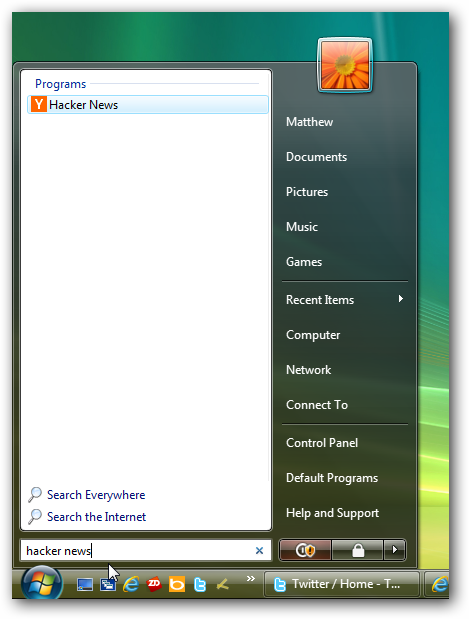 Programs
Y Hacker News
Search Everywhere
Search the Internet
hacker news
Matthew
Documents
Pictures
Music
Games
Recent Items
Computer
Network
Connect To
Control Panel
Default Programs
Help and Support
ZD
b
t
»
t Twitter / Home - T...